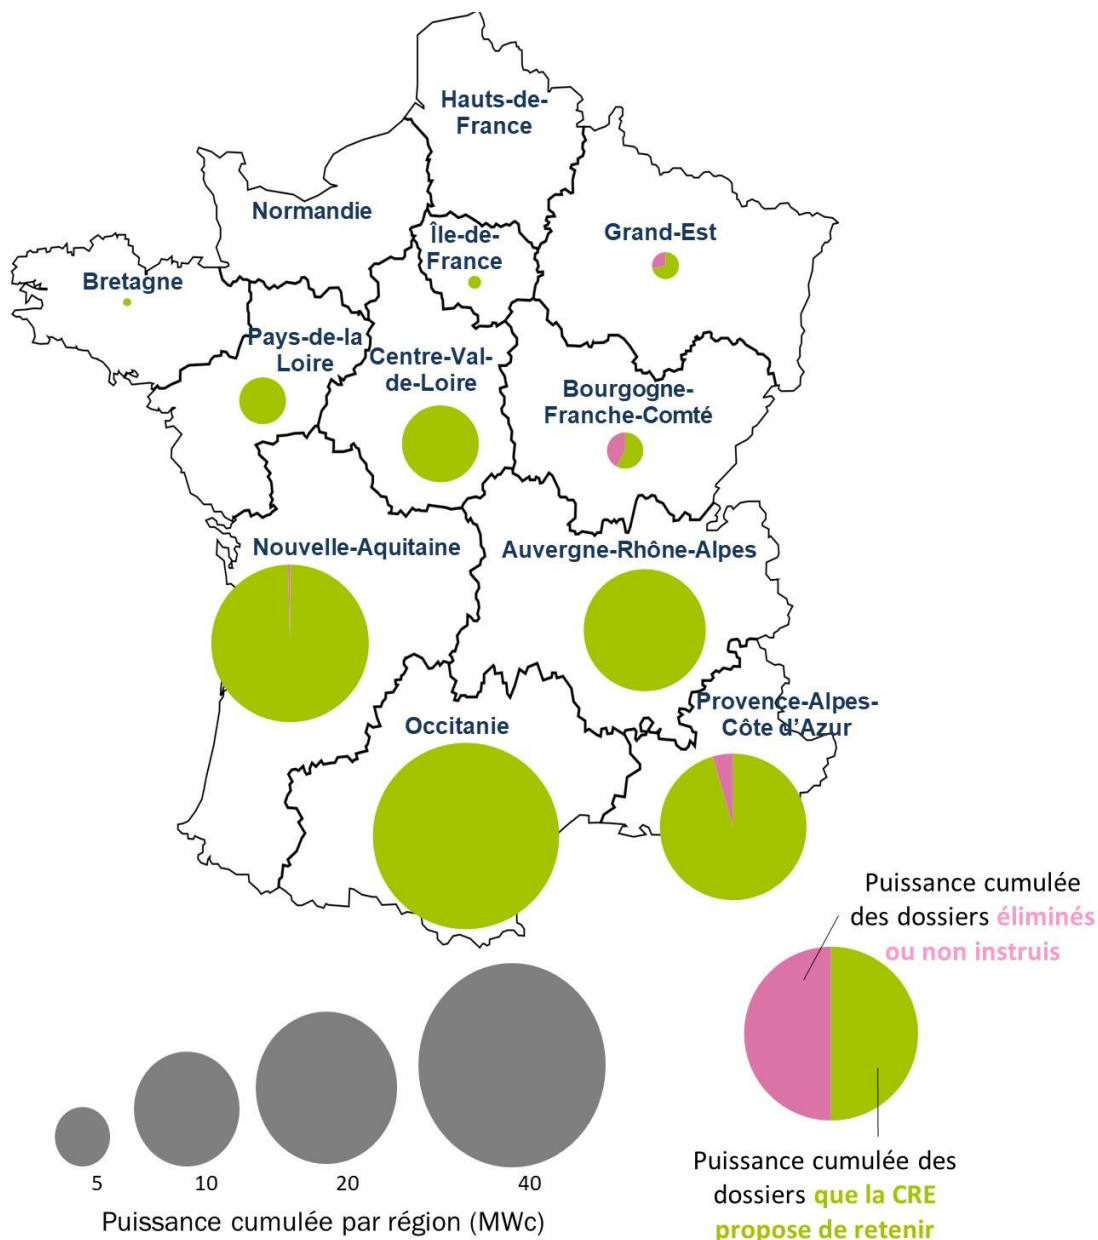 Hauts-de-
France
Normandie
Île-de-
France
Grand-Est
Bretagne
Pays-de-la
Loire
Centre-Val-
de-Loire
Bourgogne-
Franche-Comté
Nouvelle-Aquitaine
Auvergne-Rhône-Alpes
Provence-Alpes-
Côte d'Azur
Occitanie
Puissance cumulée
des dossiers éliminés
ou non instruis
5 10 20 40
Puissance cumulée par région (MWc)
Puissance cumulée des
dossiers que la CRE
propose de retenir